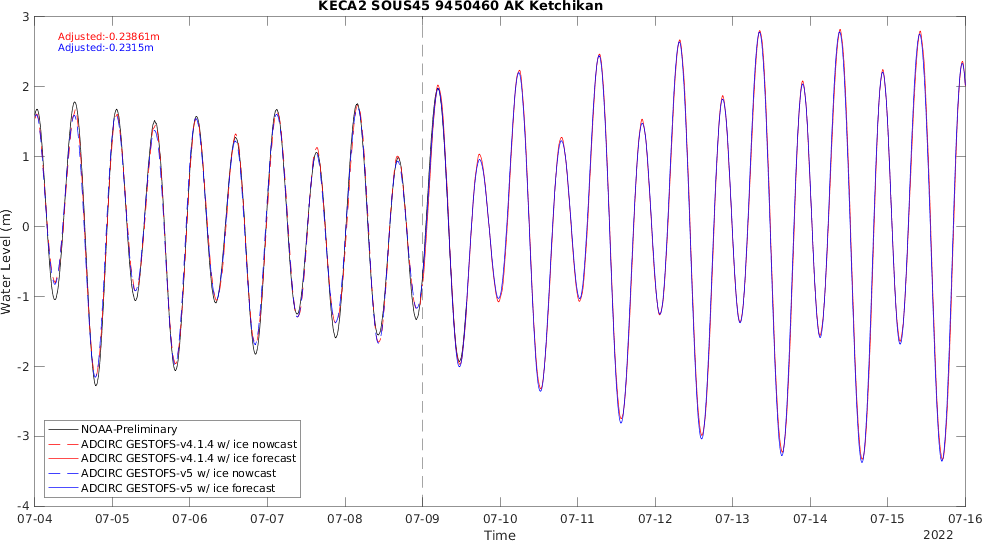 KECA2 SOUS45 9450460 AK Ketchikan
Adjusted:-0.23861m
Adjusted:-0.2315m
3
2
1
0
-1
-2
-3
-4
Water Level (m)
NOAA-Preliminary
ADCIRC GESTOFS-v4.1.4 w/ ice nowcast
ADCIRC GESTOFS-v4.1.4 w/ ice forecast
ADCIRC GESTOFS-v5 w/ ice nowcast
ADCIRC GESTOFS-v5 w/ ice forecast
07-04 07-05 07-06 07-07 07-08 07-09 07-10 07-11 07-12 07-13 07-14 07-15 07-16
Time
2022